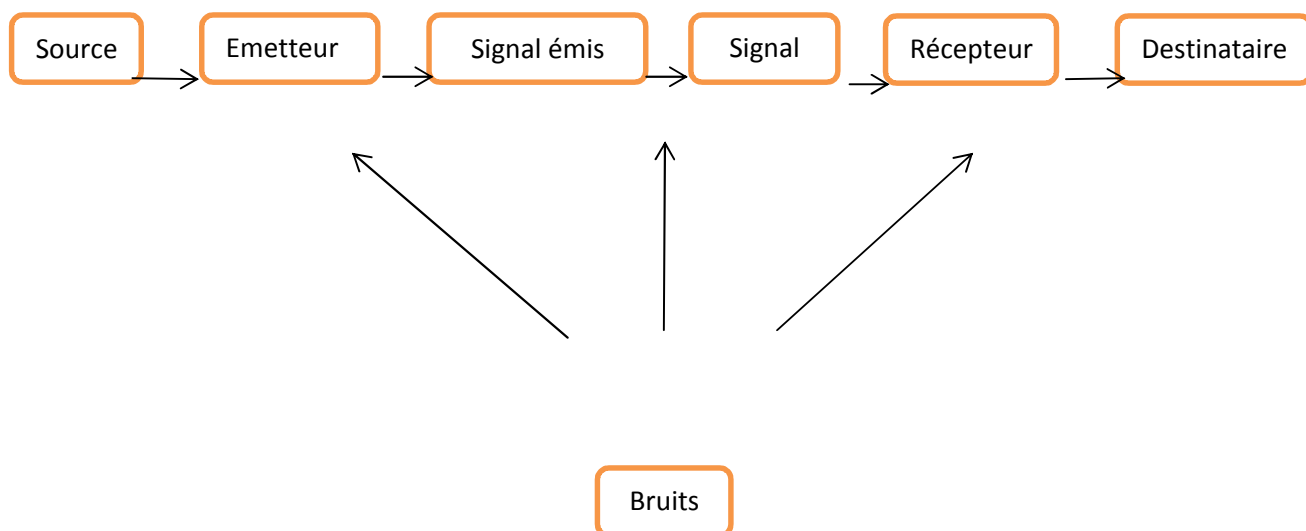 Source
Emetteur
Signal émis
Signal
Récepteur
Destinataire
Bruits